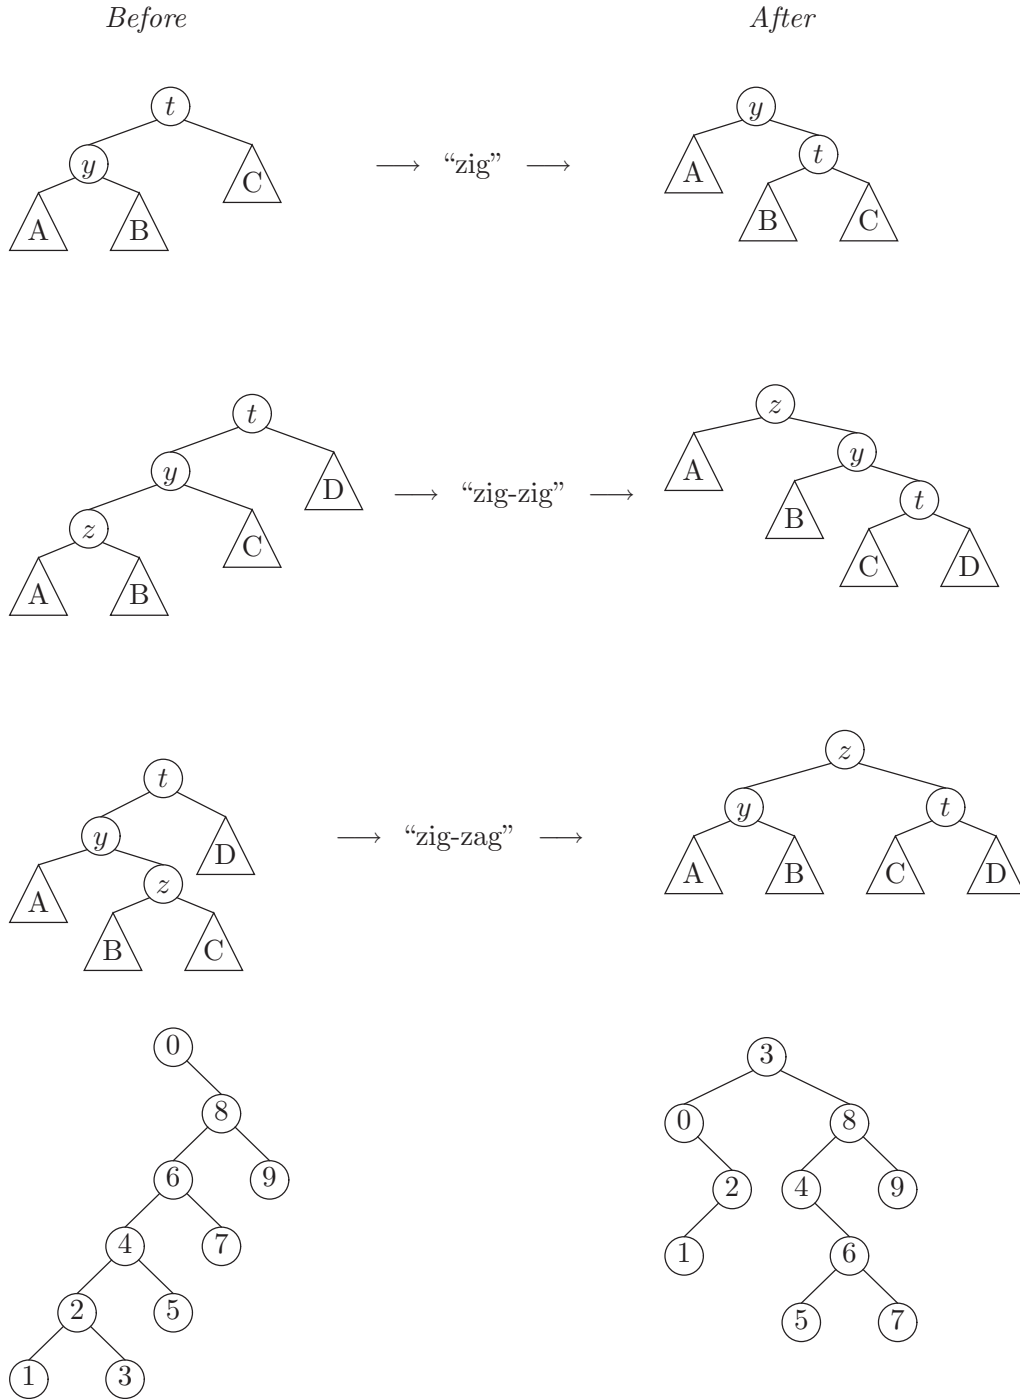 Before After
t y
y C → “zig” → A t
A B B C
t z
y D → “zig-zig” → A y
z C B t
A B C D
t z
y D → “zig-zag” → y t
A z A B C D
B C
0 3
8 0 8
6 9 2 4 9
4 7 1 6
2 5 5 7
1 3